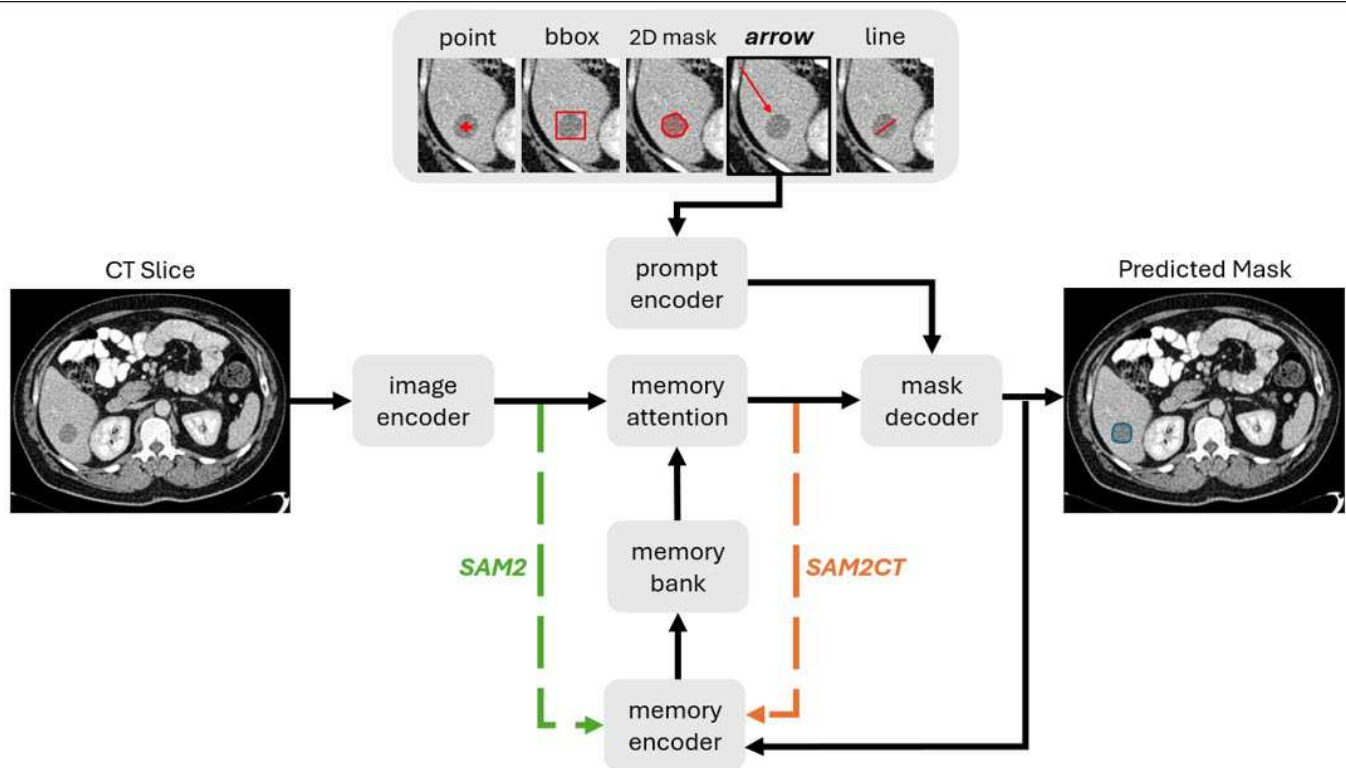 point bbox 2D mask arrow line
prompt
encoder
CT Slice
Predicted Mask
image
encoder
memory
attention
mask
decoder
SAM2
memory
bank
SAM2CT
memory
encoder